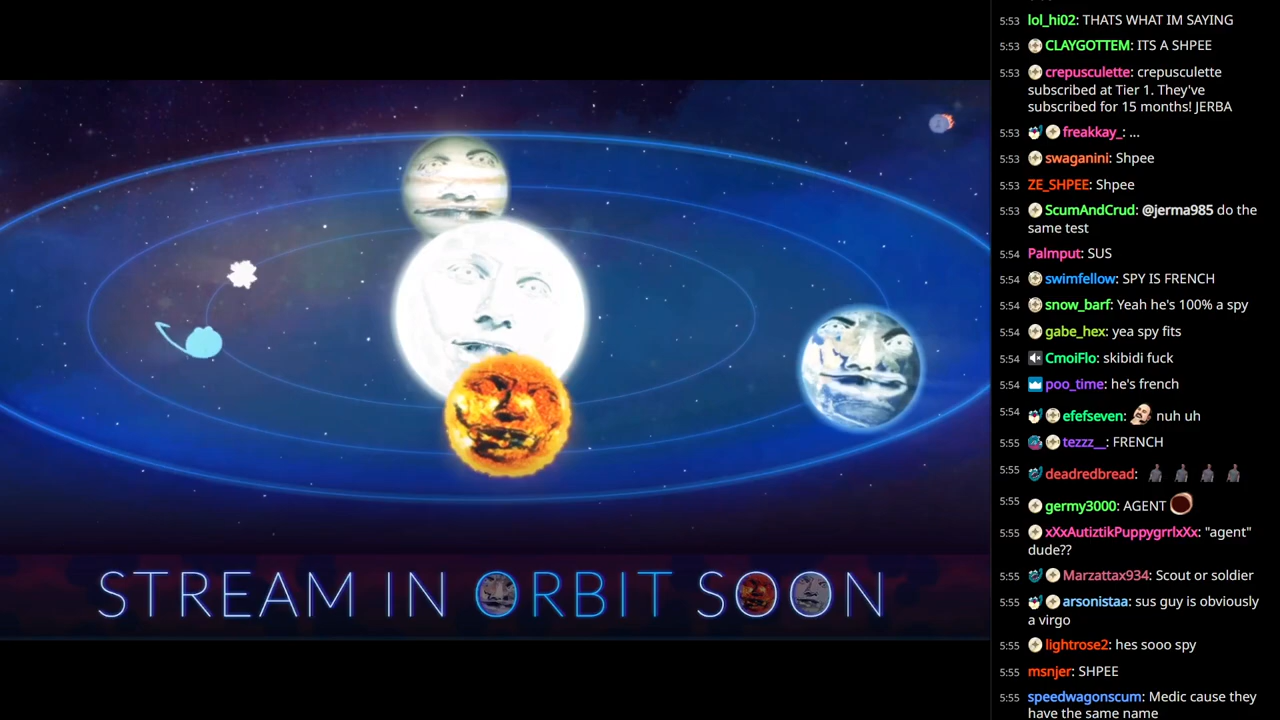 5:53 lol_hi02: THATS WHAT IM SAYING
5:53 CLAYGOTTEM: ITS A SHPEE
5:53 crepusculette: crepusculette
subscribed at Tier 1. They've
subscribed for 15 months! JERBA
5:53 freakkay_: ...
5:53 swaganini: Shpee
5:53 ZE_SHPEE: Shpee
5:53 ScumAndCrud: @jerma985 do the
same test
5:54 Palmput: SUS
5:54 swimfellow: SPY IS FRENCH
5:54 snow_barf: Yeah he's 100% a spy
5:54 gabe_hex: yea spy fits
5:54 CmoiFlo: skibidi fuck
5:54 poo_time: he's french
5:54 efefseven: nuh uh
5:55 tezzz__: FRENCH
5:55 deadredbread:
5:55 germy3000: AGENT
5:55 xXxAutiztikPuppygrrlxXx: "agent"
dude??
5:55 Marzattax934: Scout or soldier
5:55 arsonistaa: sus guy is obviously
a virgo
5:55 lightrose2: hes sooo spy
5:55 msnjer: SHPEE
5:55 speedwagonscum: Medic cause they
have the same name
STREAM IN ORBIT SOON